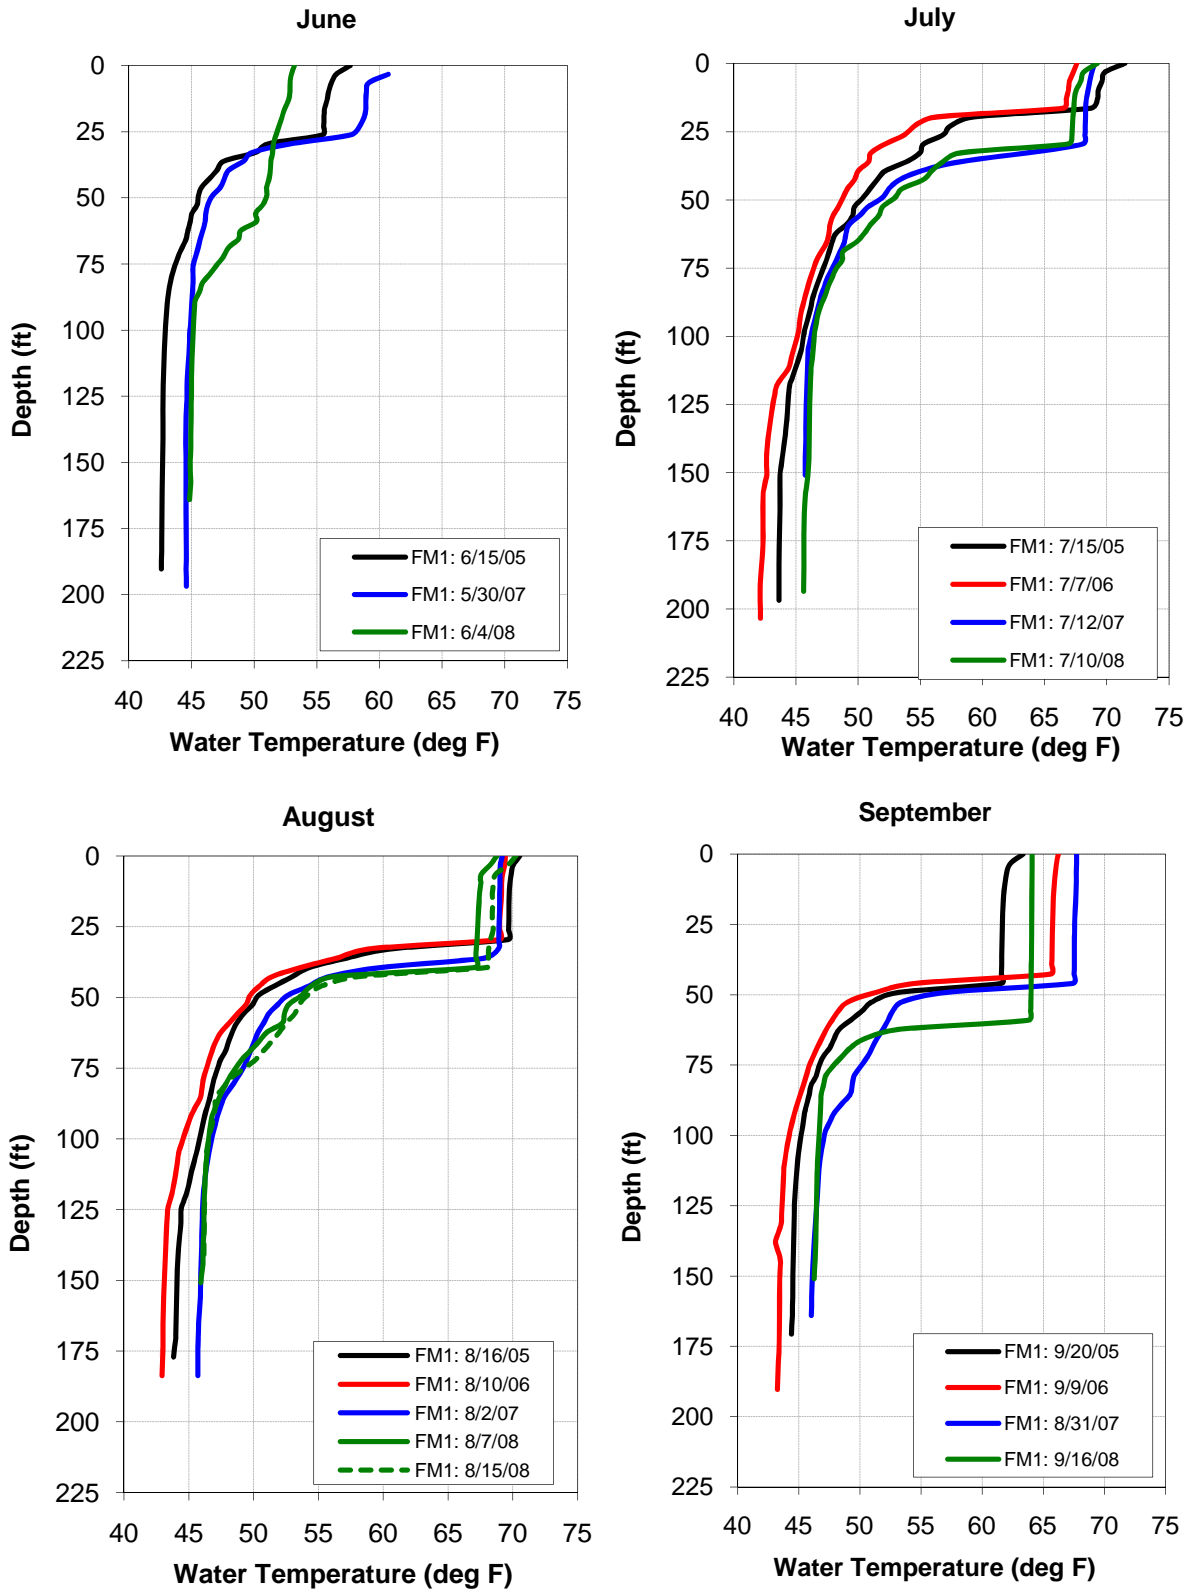 June
0
25
50
75
100
125
150
175
200
225
Depth (ft)
40 45 50 55 60 65 70 75
Water Temperature (deg F)
FM1: 6/15/05
FM1: 5/30/07
FM1: 6/4/08
July
0
25
50
75
100
125
150
175
200
225
Depth (ft)
40 45 50 55 60 65 70 75
Water Temperature (deg F)
FM1: 7/15/05
FM1: 7/7/06
FM1: 7/12/07
FM1: 7/10/08
August
0
25
50
75
100
125
150
175
200
225
Depth (ft)
40 45 50 55 60 65 70 75
Water Temperature (deg F)
FM1: 8/16/05
FM1: 8/10/06
FM1: 8/2/07
FM1: 8/7/08
FM1: 8/15/08
September
0
25
50
75
100
125
150
175
200
225
Depth (ft)
40 45 50 55 60 65 70 75
Water Temperature (deg F)
FM1: 9/20/05
FM1: 9/9/06
FM1: 8/31/07
FM1: 9/16/08